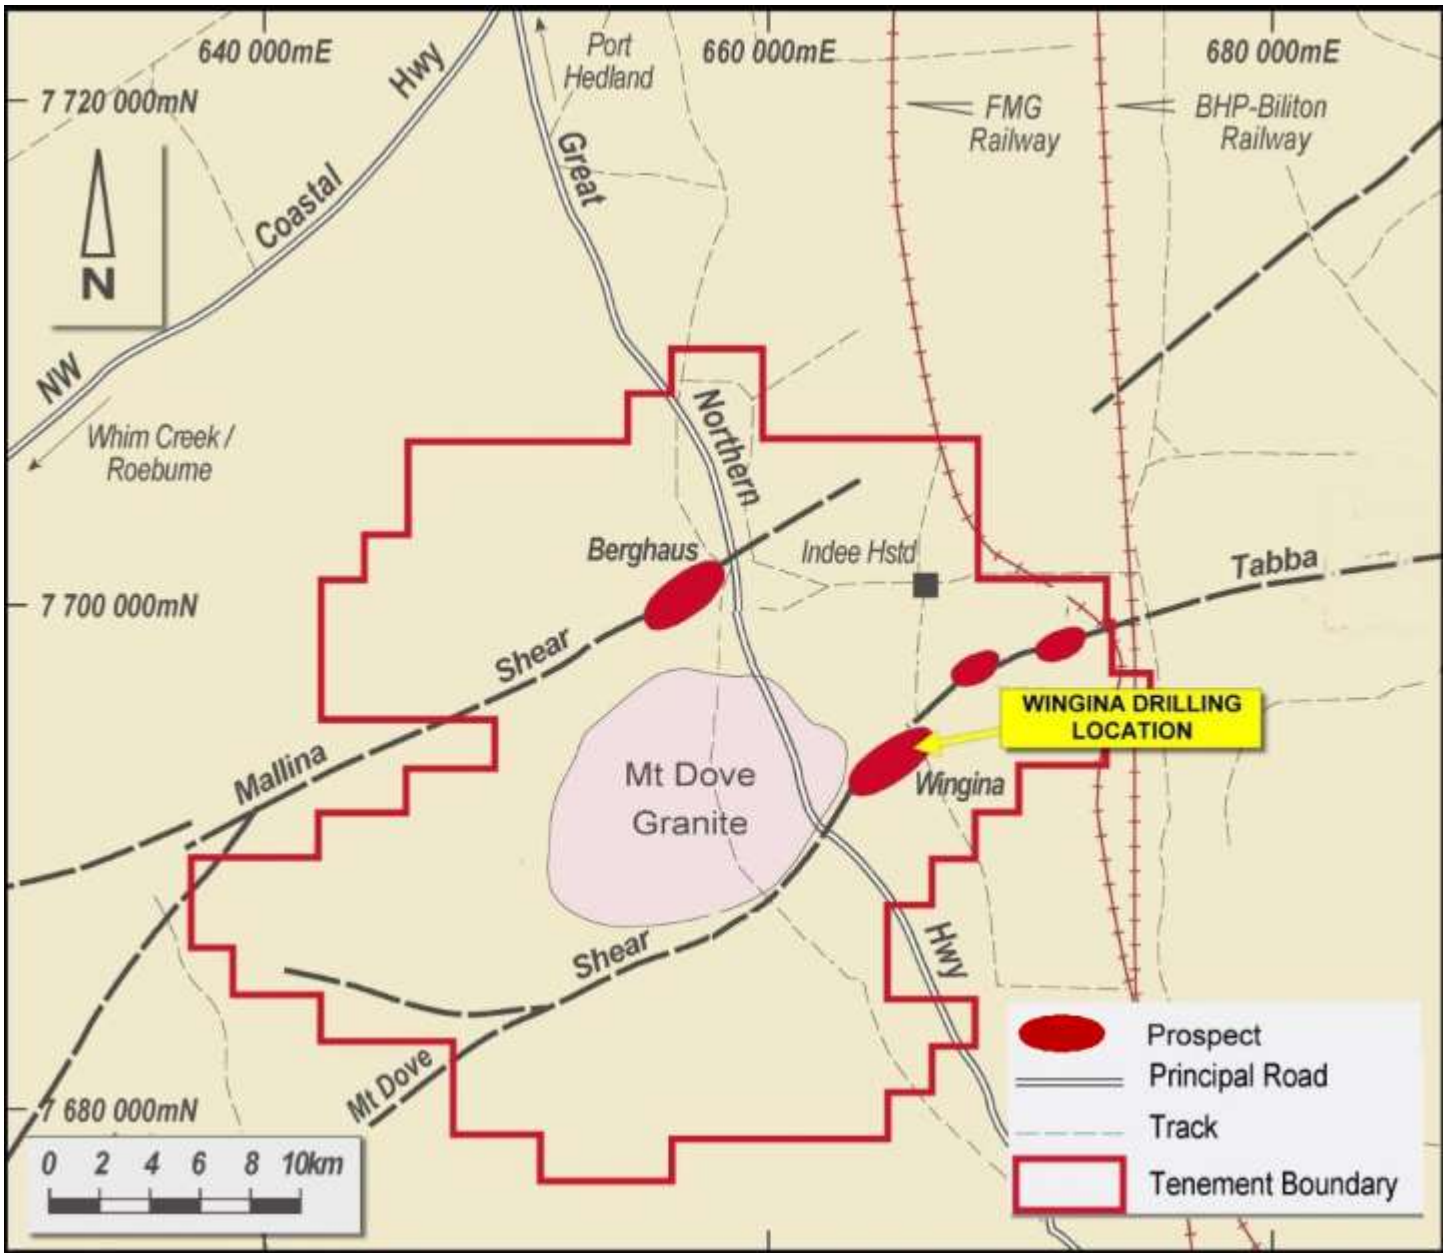 640 000mE
660 000mE
680 000mE
7 720 000mN
Hwy
Port
Hedland
FMG
Railway
BHP-Biliton
Railway
Great
Coastal
N
NW
Whim Creek /
Roebume
Northern
Berghaus
Indee Hstd
Tabba
7 700 000mN
Shear
WINGINA DRILLING
LOCATION
Mallina
Mt Dove
Granite
Wingina
Shear
Hwy
Mt Dove
7 680 000mN
0 2 4 6 8 10km
Prospect
Principal Road
Track
Tenement Boundary